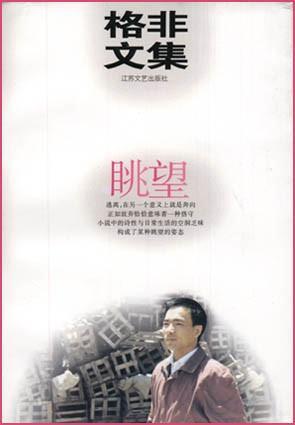 格非
文集
江苏文艺出版社
眺望
逃离,在另一个意义上就是奔向
正如放弃恰恰意味着一种恪守
小说中的诗性与日常生活的空洞乏味
构成了某种眺望的姿态